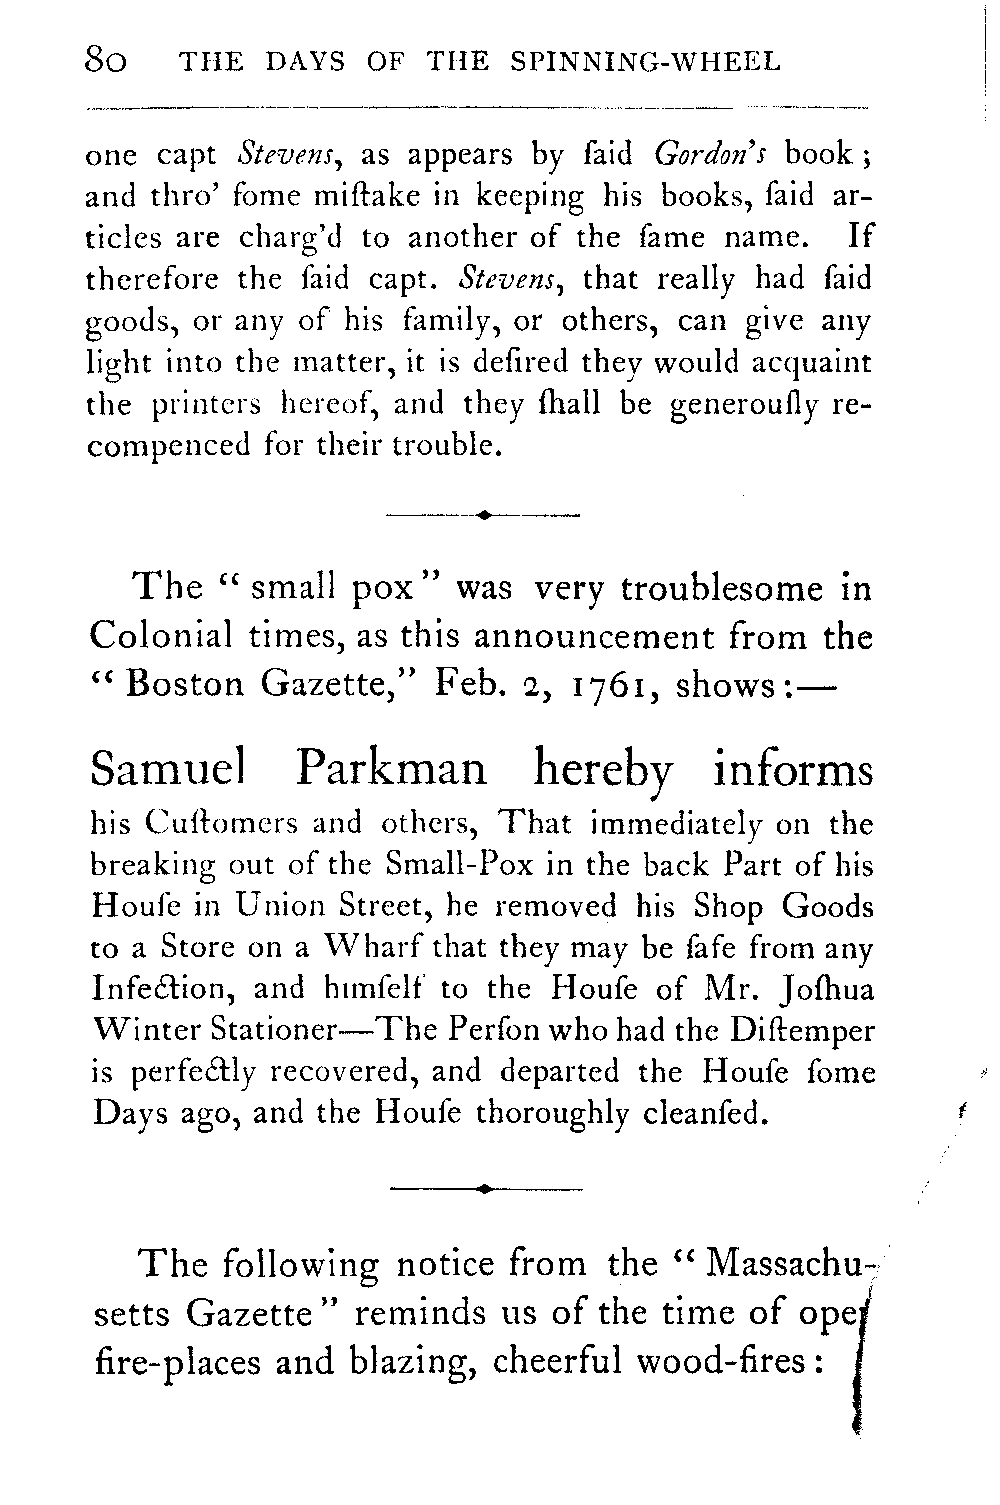 80 THE DAYS OF THE SPINNING-WHEEL
one capt Stevens, as appears by ſaid Gordon's book;
and thro' ſome miſtake in keeping his books, ſaid ar-
ticles are charg'd to another of the ſame name. If
therefore the ſaid capt. Stevens, that really had ſaid
goods, or any of his family, or others, can give any
light into the matter, it is deſired they would acquaint
the printers hereof, and they ſhall be generouſly re-
compenced for their trouble.
The “ small pox ” was very troublesome in
Colonial times, as this announcement from the
“ Boston Gazette,” Feb. 2, 1761, shows :—
Samuel Parkman hereby informs
his Cuſtomers and others, That immediately on the
breaking out of the Small-Pox in the back Part of his
Houſe in Union Street, he removed his Shop Goods
to a Store on a Wharf that they may be ſafe from any
Infection, and himſelf to the Houſe of Mr. Joſhua
Winter Stationer—The Perſon who had the Diſtemper
is perfectly recovered, and departed the Houſe ſome
Days ago, and the Houſe thoroughly cleanſed.
The following notice from the “ Massachu-
setts Gazette ” reminds us of the time of open
fire-places and blazing, cheerful wood-fires :